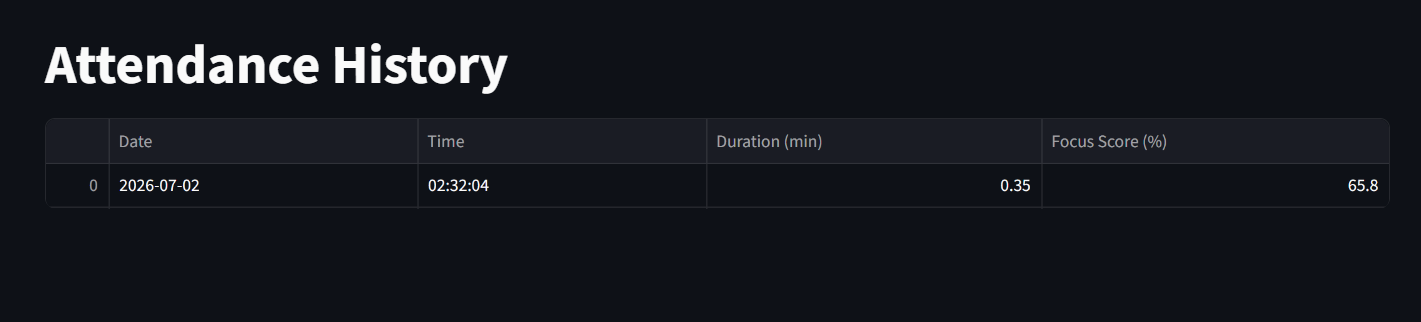 Attendance History
Date Time Duration (min) Focus Score (%)
0 2026-07-02 02:32:04 0.35 65.8